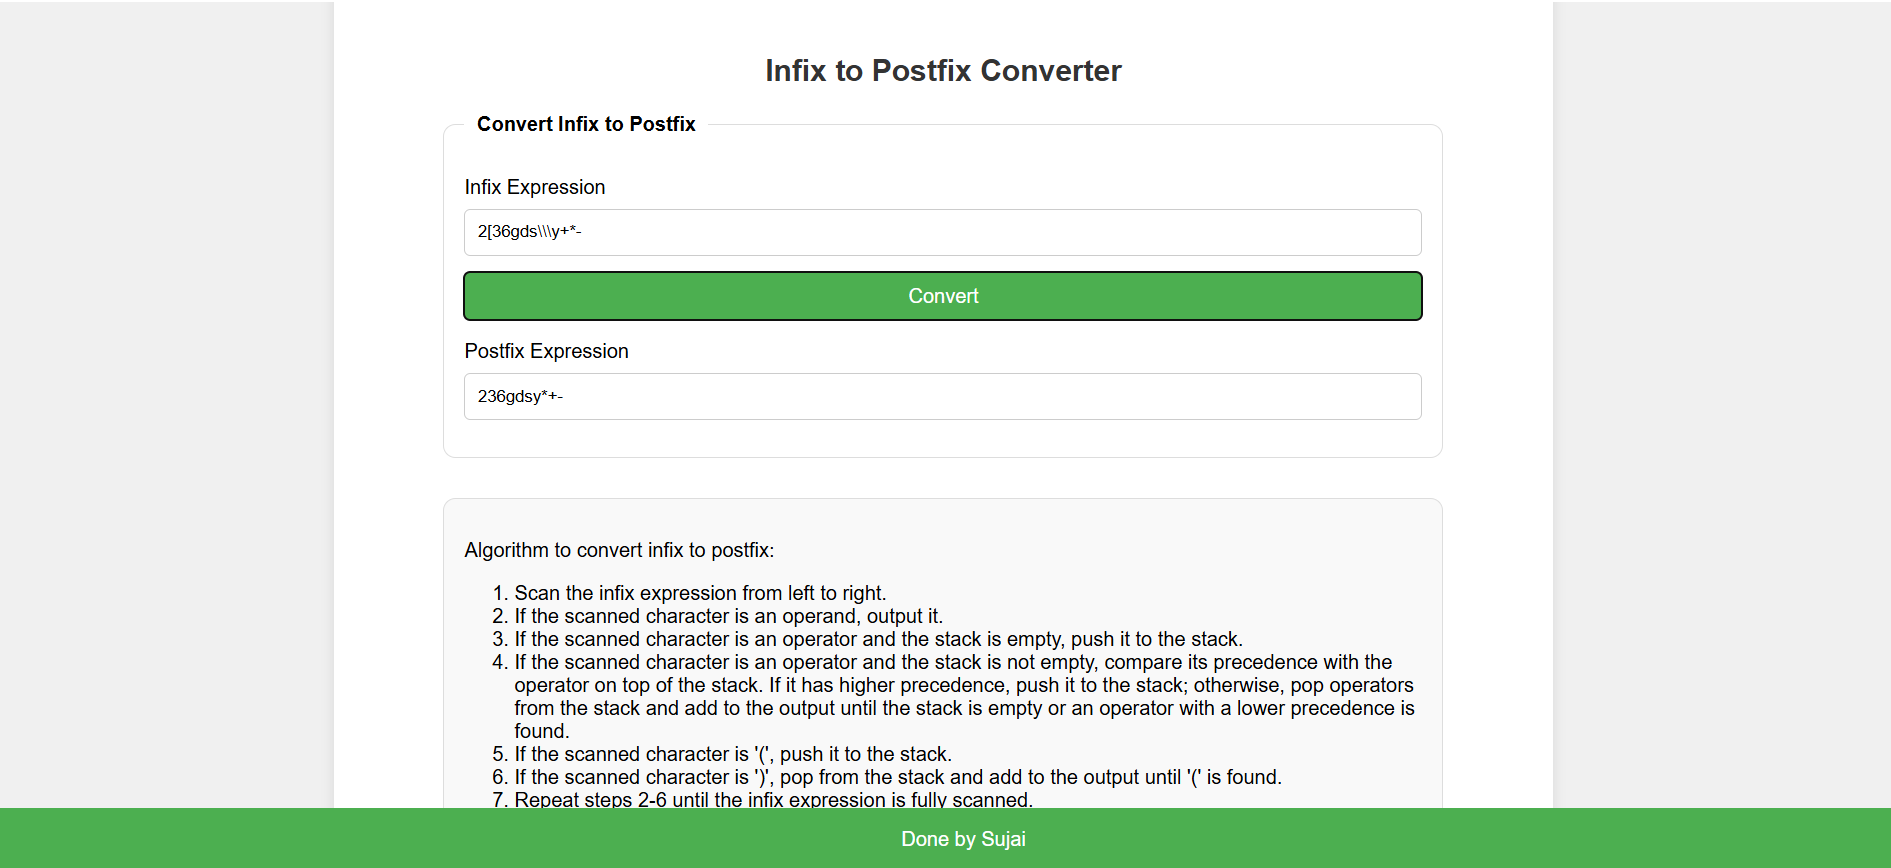 Infix to Postfix Converter
Convert Infix to Postfix
Infix Expression
2[36gds\\\y+*-
Convert
Postfix Expression
236gdsy*+-
Algorithm to convert infix to postfix:
1. Scan the infix expression from left to right.
2. If the scanned character is an operand, output it.
3. If the scanned character is an operator and the stack is empty, push it to the stack.
4. If the scanned character is an operator and the stack is not empty, compare its precedence with the
operator on top of the stack. If it has higher precedence, push it to the stack; otherwise, pop operators
from the stack and add to the output until the stack is empty or an operator with a lower precedence is
found.
5. If the scanned character is '(', push it to the stack.
6. If the scanned character is ')', pop from the stack and add to the output until '(' is found.
7. Repeat steps 2-6 until the infix expression is fully scanned.
Done by Sujai